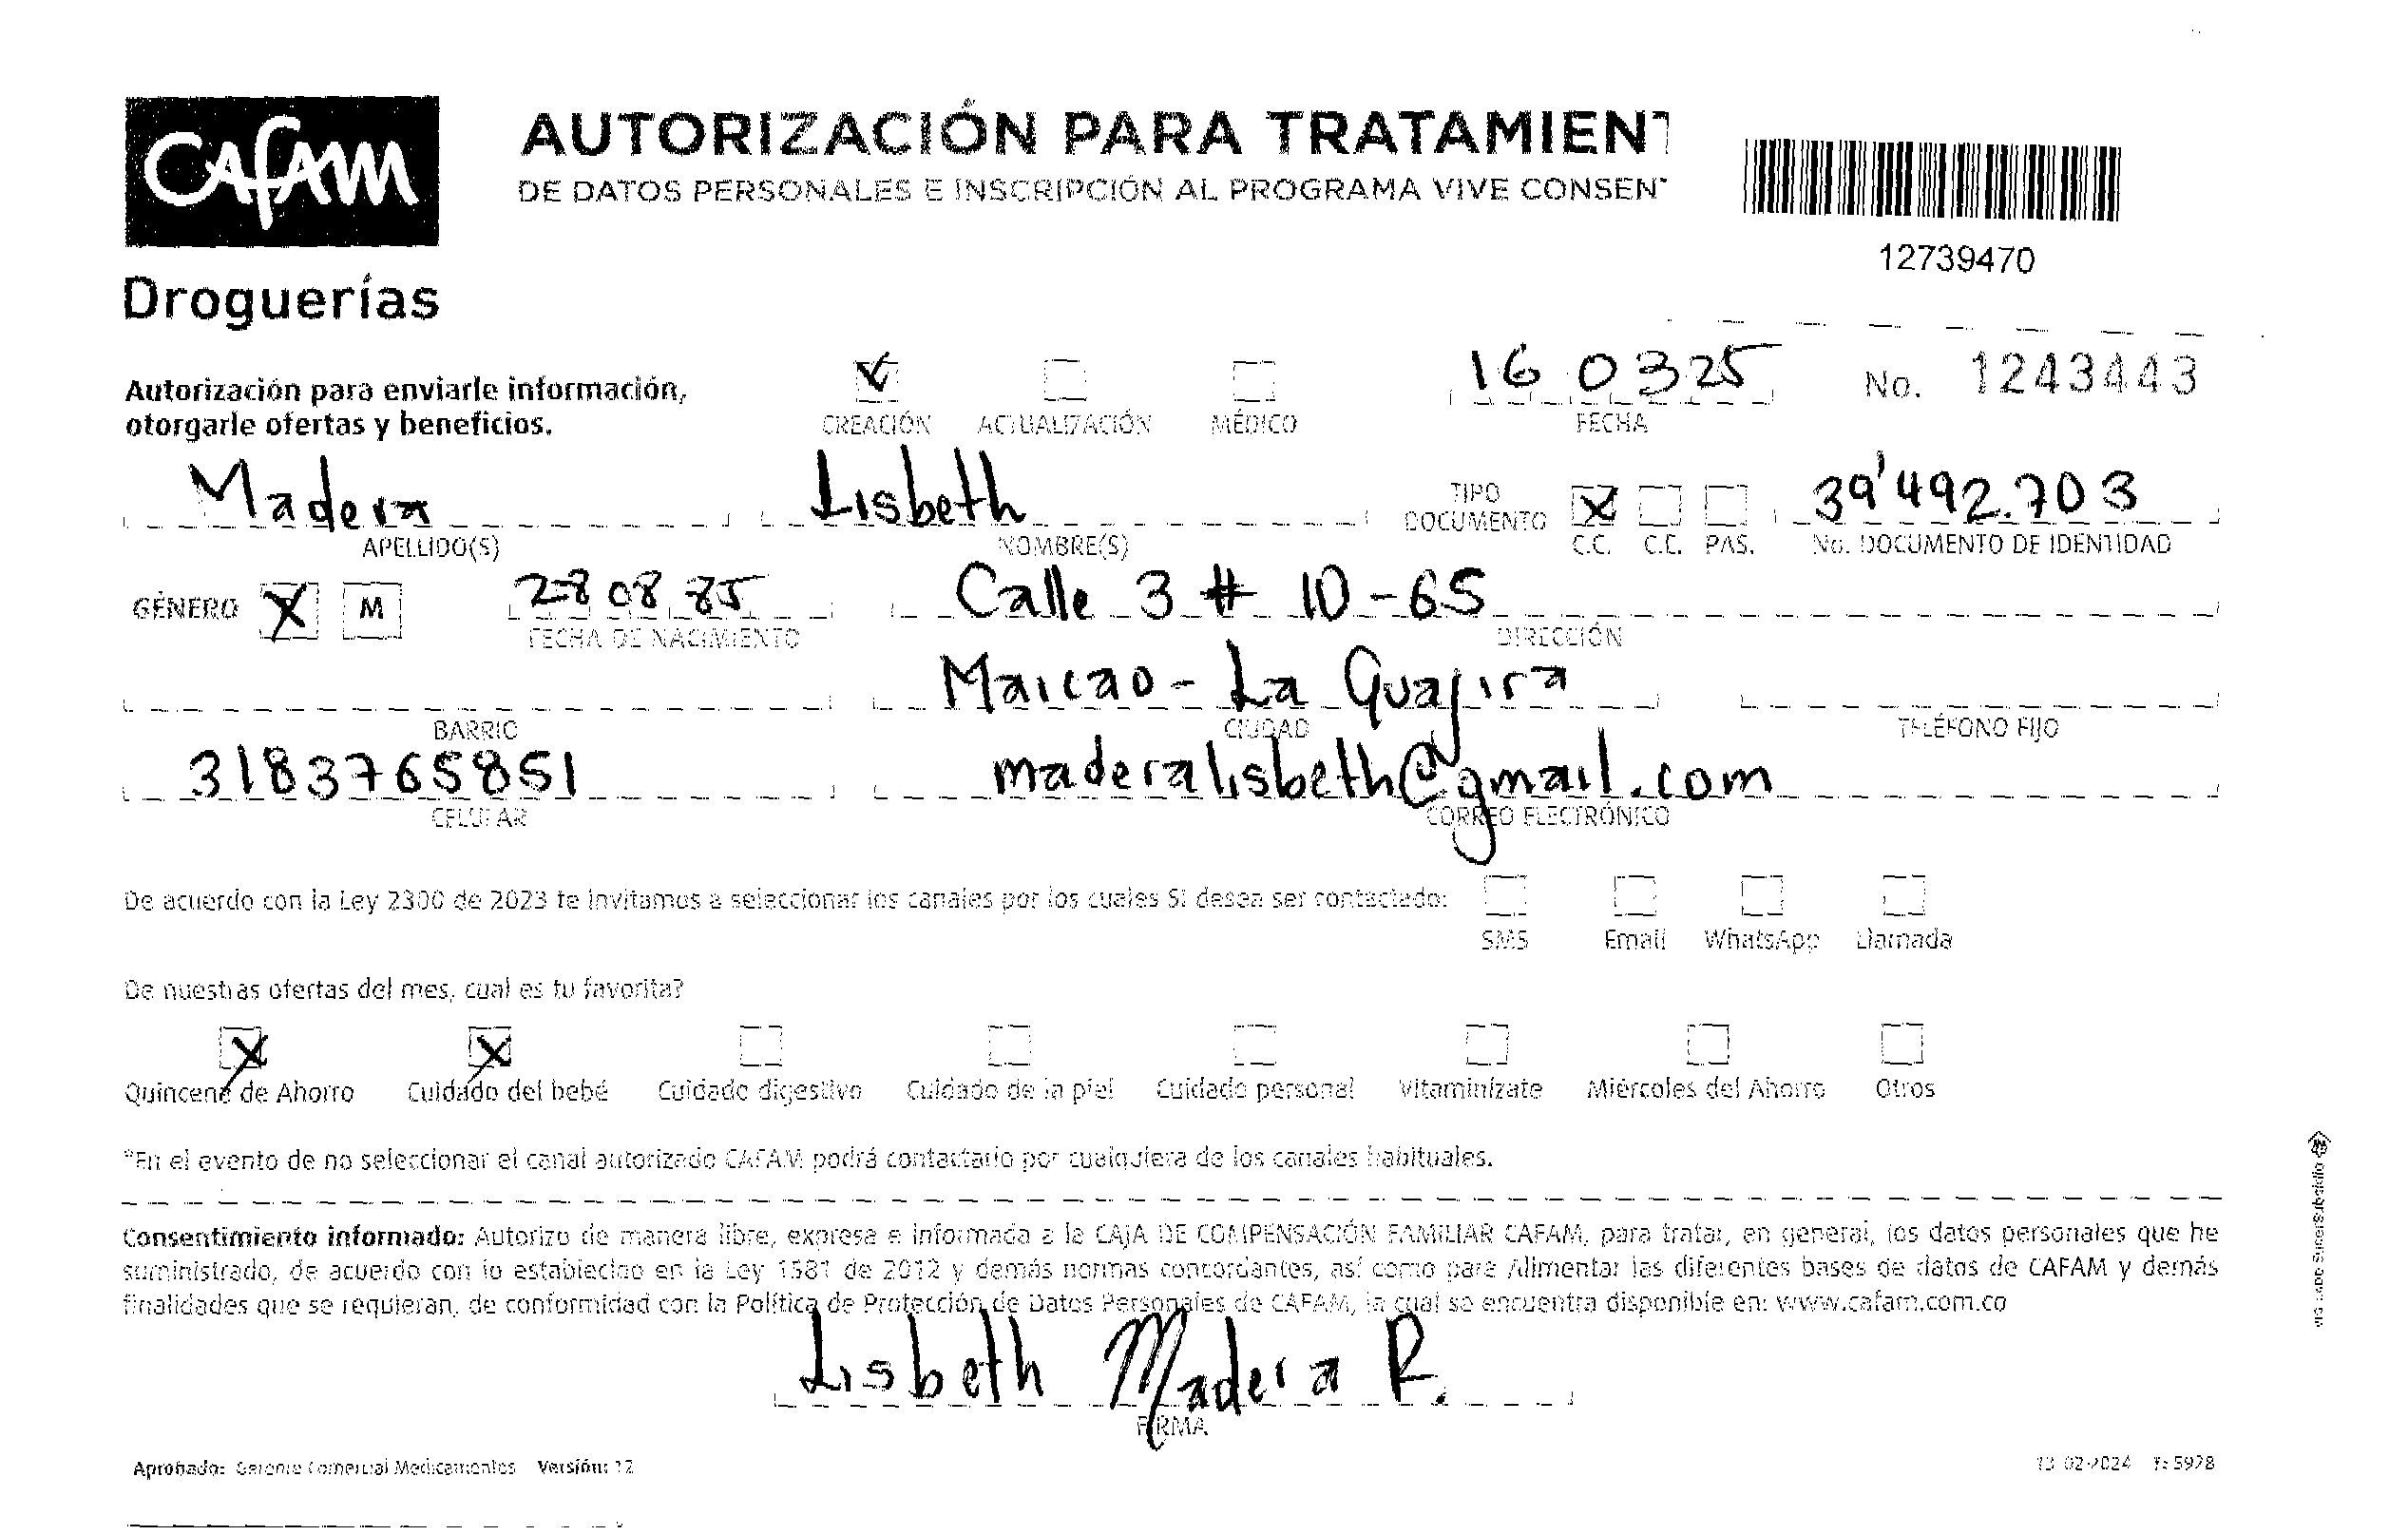 CAFAM
Droguerías
AUTORIZACIÓN PARA TRATAMIENT
DE DATOS PERSONALES E INSCRIPCIÓN AL PROGRAMA VIVE CONSENT
12739470
Autorización para enviarle información,
otorgarle ofertas y beneficios.
CREACIÓN ACTUALIZACIÓN MÉDICO
16 03 25
FECHA
No. 1243443
Madera Lisbeth
APELLIDO(S) NOMBRE(S)
TIPO
DOCUMENTO
X
C.C. C.E. PAS.
39'492.703
No. DOCUMENTO DE IDENTIDAD
GÉNERO X M
28 08 85
FECHA DE NACIMIENTO
Calle 3 # 10-65
DIRECCIÓN
BARRIO
Maicao - La Guajira
CIUDAD
TELÉFONO FIJO
3183765851
CELULAR
maderalisbeth@gmail.com
CORREO ELECTRÓNICO
De acuerdo con la Ley 2300 de 2023 te invitamos a seleccionar los canales por los cuales SI desea ser contactado:
SMS Email WhatsApp Llamada
De nuestras ofertas del mes, cual es tu favorita?
X X
Quincena de Ahorro Cuidado del bebé Cuidado digestivo Cuidado de la piel Cuidado personal Vitamínizate Miércoles del Ahorro Otros
*En el evento de no seleccionar el canal autorizado CAFAM podrá contactarlo por cualquiera de los canales habituales.
Consentimiento informado: Autorizo de manera libre, expresa e informada a la CAJA DE COMPENSACIÓN FAMILIAR CAFAM, para tratar, en general, los datos personales que he
suministrado, de acuerdo con lo establecido en la Ley 1581 de 2012 y demás normas concordantes, así como para Alimentar las diferentes bases de datos de CAFAM y demás
finalidades que se requieran, de conformidad con la Política de Protección de Datos Personales de CAFAM, la cual se encuentra disponible en: www.cafam.com.co
Lisbeth Madera R.
FIRMA
Aprobado: Gerente Comercial Medicamentos Versión: 12
13-02-2024 F: 5928
SuperSubsidio